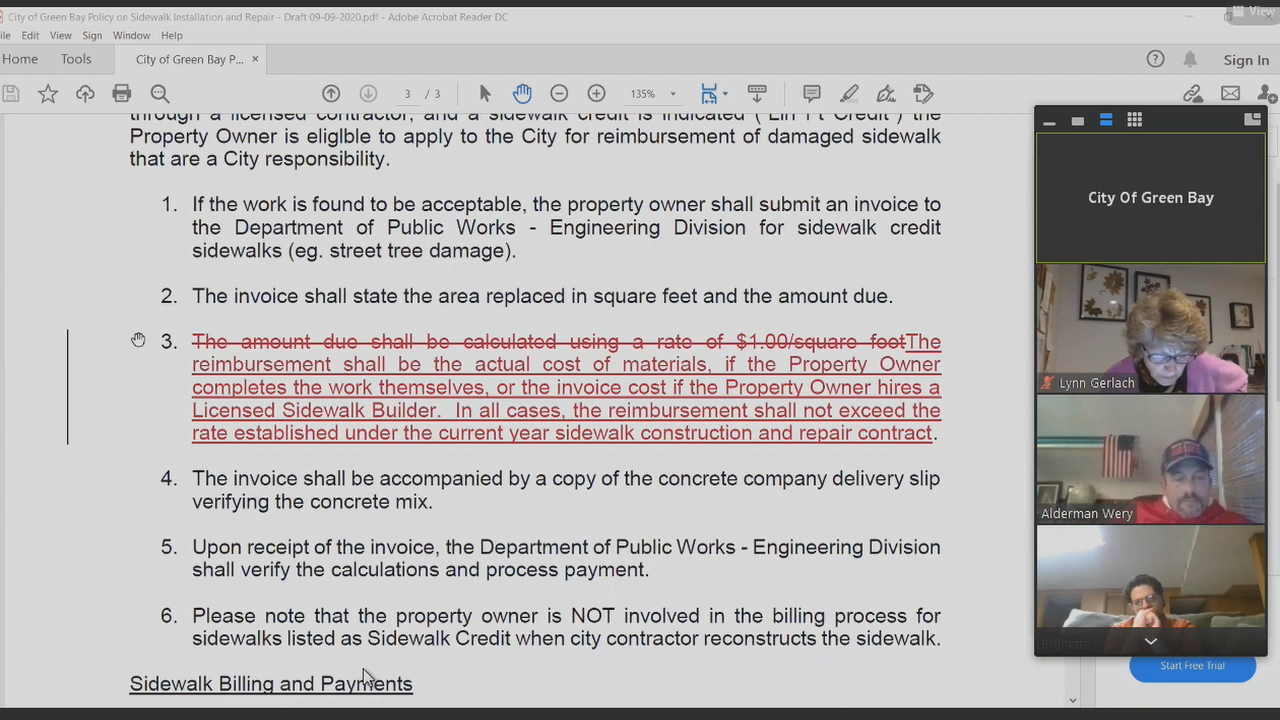 City of Green Bay Policy on Sidewalk Installation and Repair - Draft 09-09-2020.pdf - Adobe Acrobat Reader DC
View
Edit View Sign Window Help
Home Tools City of Green Bay P... × Sign In
3 / 3 135%
through a licensed contractor, and a sidewalk credit is indicated the
the Property Owner is eligible to apply to the City for reimbursement of damaged sidewalk
that are a City responsibility.
1. If the work is found to be acceptable, the property owner shall submit an invoice to
the Department of Public Works - Engineering Division for sidewalk credit
sidewalks (eg. street tree damage).
2. The invoice shall state the area replaced in square feet and the amount due.
3. The amount due shall be calculated using a rate of $1.00/square footThe
reimbursement shall be the actual cost of materials, if the Property Owner
completes the work themselves, or the invoice cost if the Property Owner hires a
Licensed Sidewalk Builder. In all cases, the reimbursement shall not exceed the
rate established under the current year sidewalk construction and repair contract.
4. The invoice shall be accompanied by a copy of the concrete company delivery slip
verifying the concrete mix.
5. Upon receipt of the invoice, the Department of Public Works - Engineering Division
shall verify the calculations and process payment.
6. Please note that the property owner is NOT involved in the billing process for
sidewalks listed as Sidewalk Credit when city contractor reconstructs the sidewalk.
Sidewalk Billing and Payments
City Of Green Bay
Lynn Gerlach
Alderman Wery
Brunette
Start Free Trial